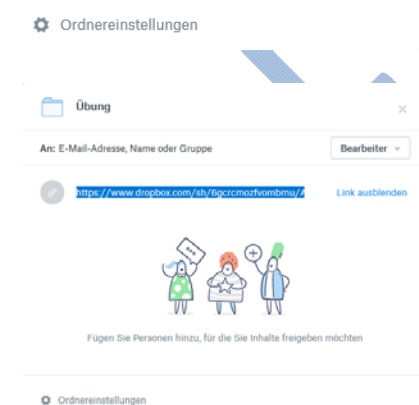 Ordnereinstellungen
Übung
An: E-Mail-Adresse, Name oder Gruppe
Bearbeiter
https://www.dropbox.com/sh/6gcrcmozfvombmu/A
Link ausblenden
Fügen Sie Personen hinzu, für die Sie Inhalte freigeben möchten
Ordnereinstellungen